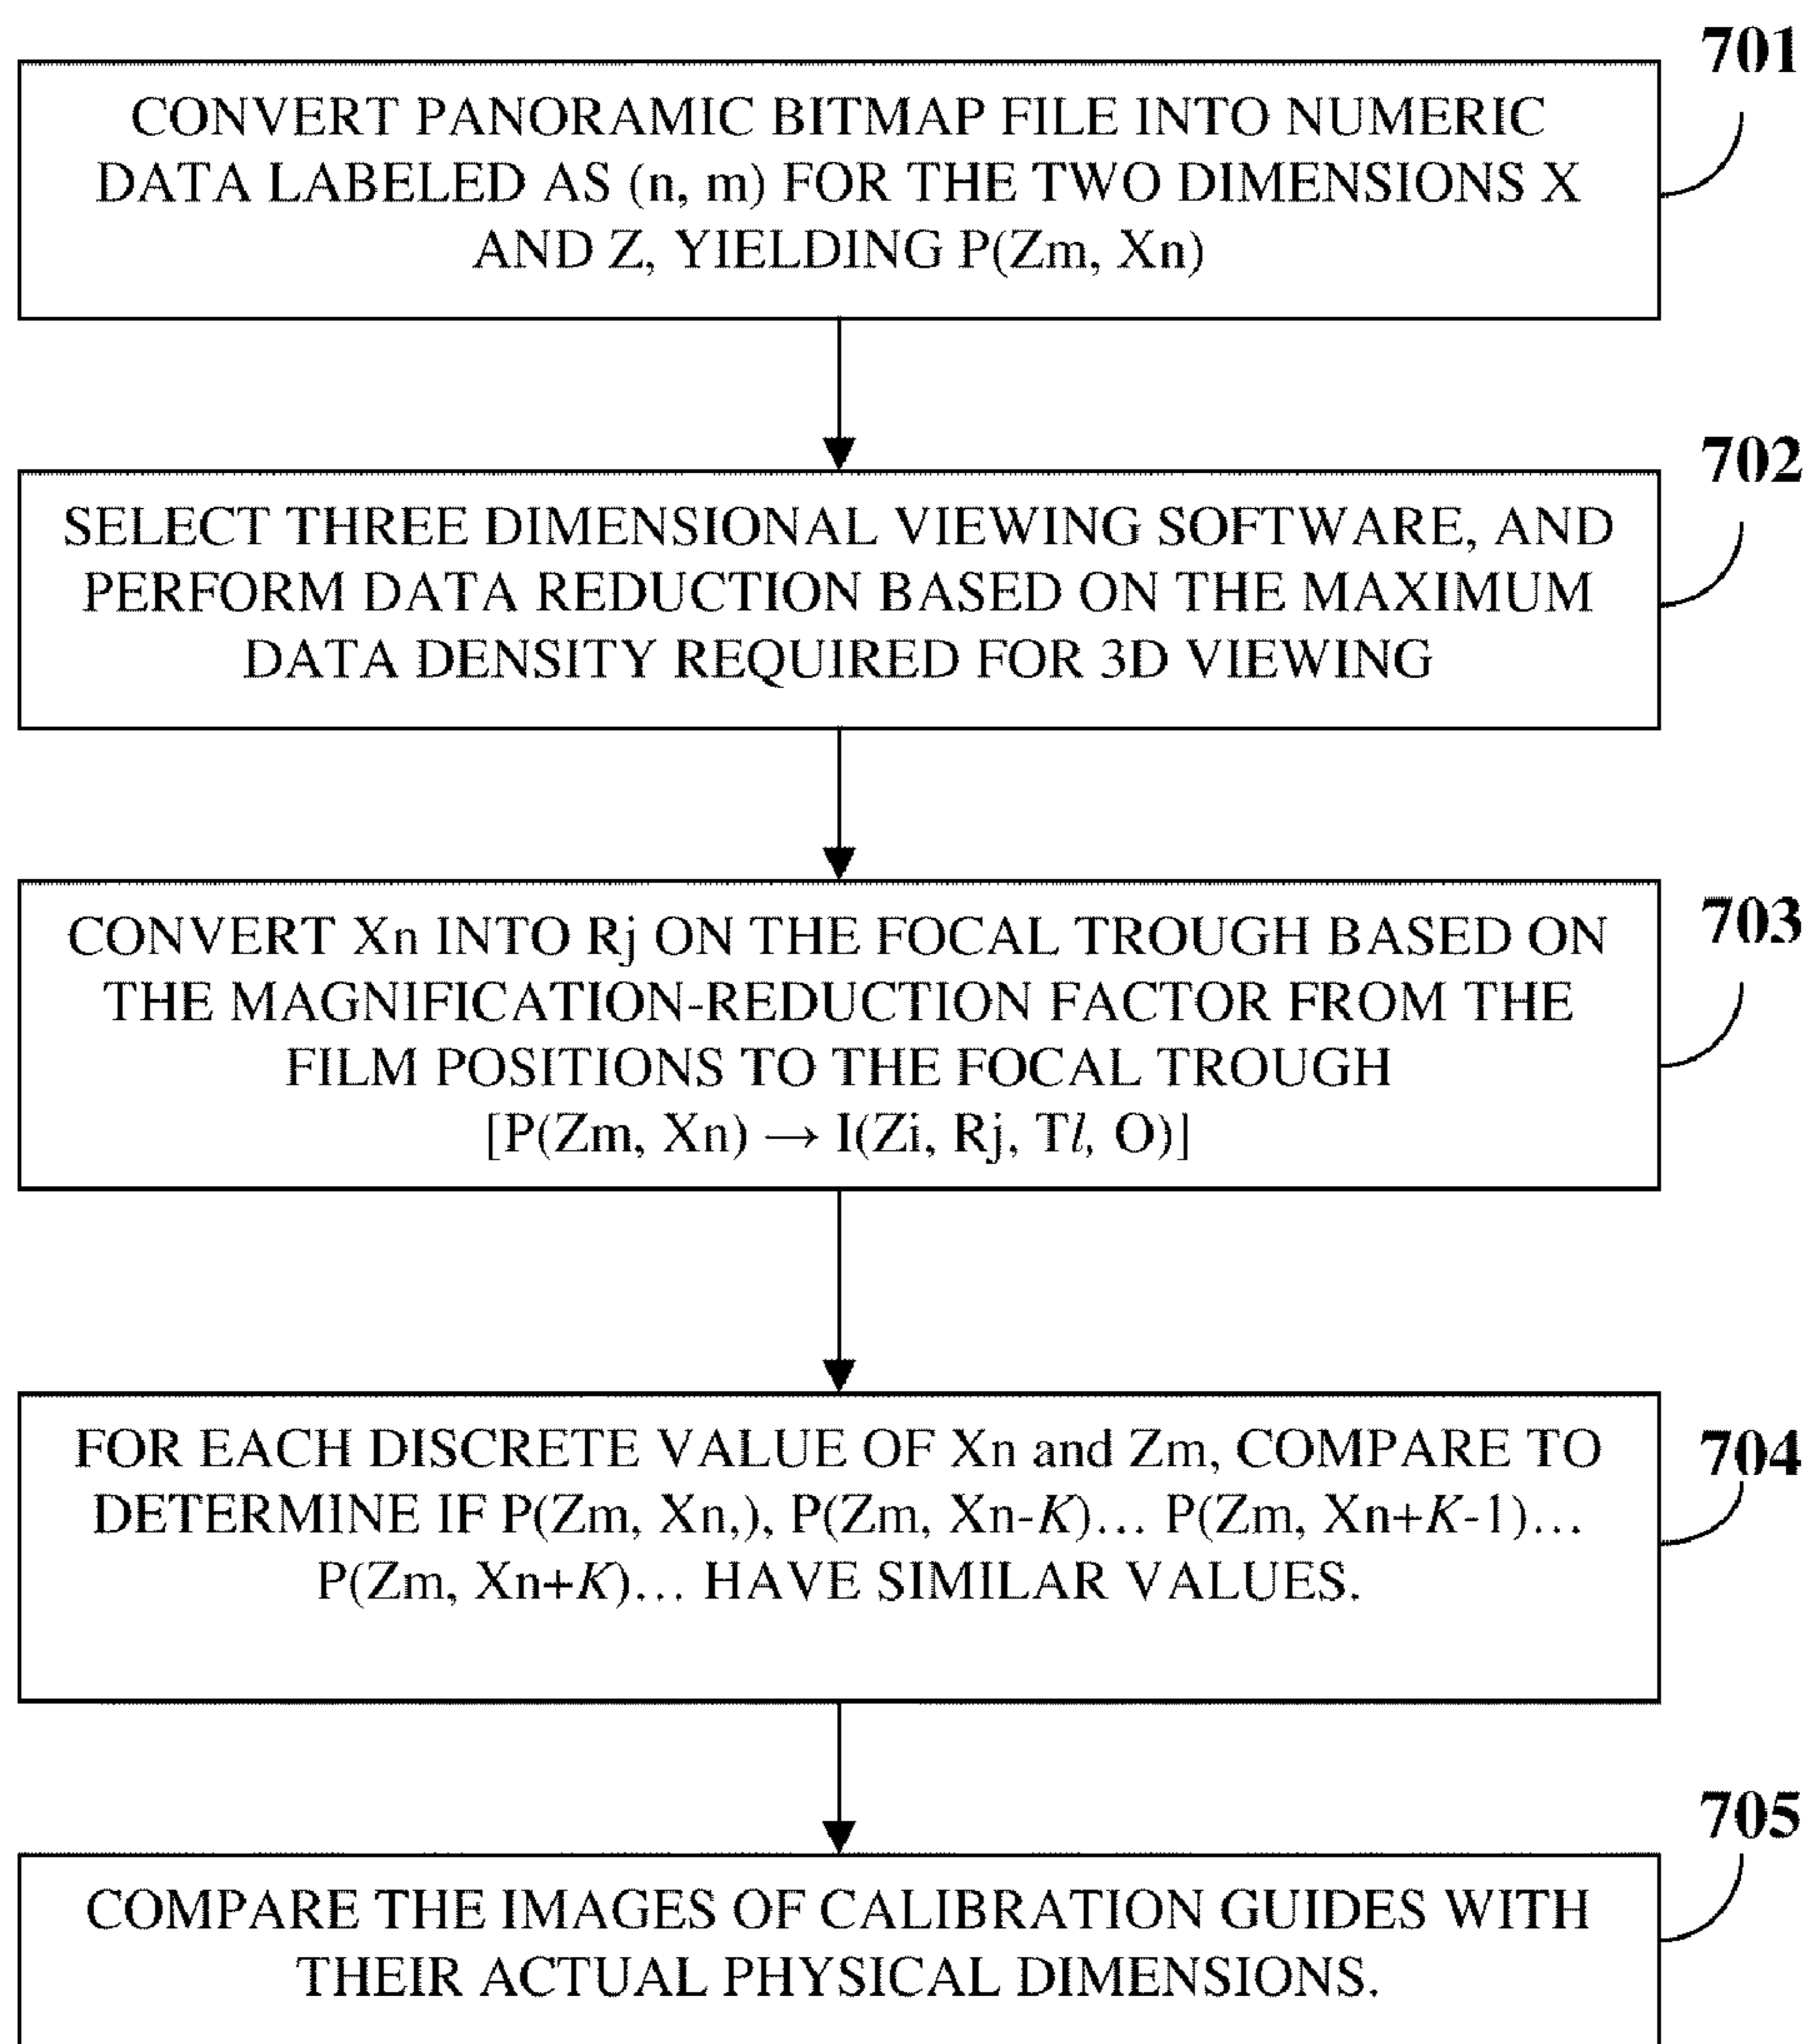 701
CONVERT PANORAMIC BITMAP FILE INTO NUMERIC
DATA LABELED AS (n, m) FOR THE TWO DIMENSIONS X
AND Z, YIELDING P(Zm, Xn)
702
SELECT THREE DIMENSIONAL VIEWING SOFTWARE, AND
PERFORM DATA REDUCTION BASED ON THE MAXIMUM
DATA DENSITY REQUIRED FOR 3D VIEWING
703
CONVERT Xn INTO Rj ON THE FOCAL TROUGH BASED ON
THE MAGNIFICATION-REDUCTION FACTOR FROM THE
FILM POSITIONS TO THE FOCAL TROUGH
[P(Zm, Xn) → I(Zi, Rj, Tl, O)]
704
FOR EACH DISCRETE VALUE OF Xn and Zm, COMPARE TO
DETERMINE IF P(Zm, Xn,), P(Zm, Xn-K)... P(Zm, Xn+K-1)...
P(Zm, Xn+K)... HAVE SIMILAR VALUES.
705
COMPARE THE IMAGES OF CALIBRATION GUIDES WITH
THEIR ACTUAL PHYSICAL DIMENSIONS.